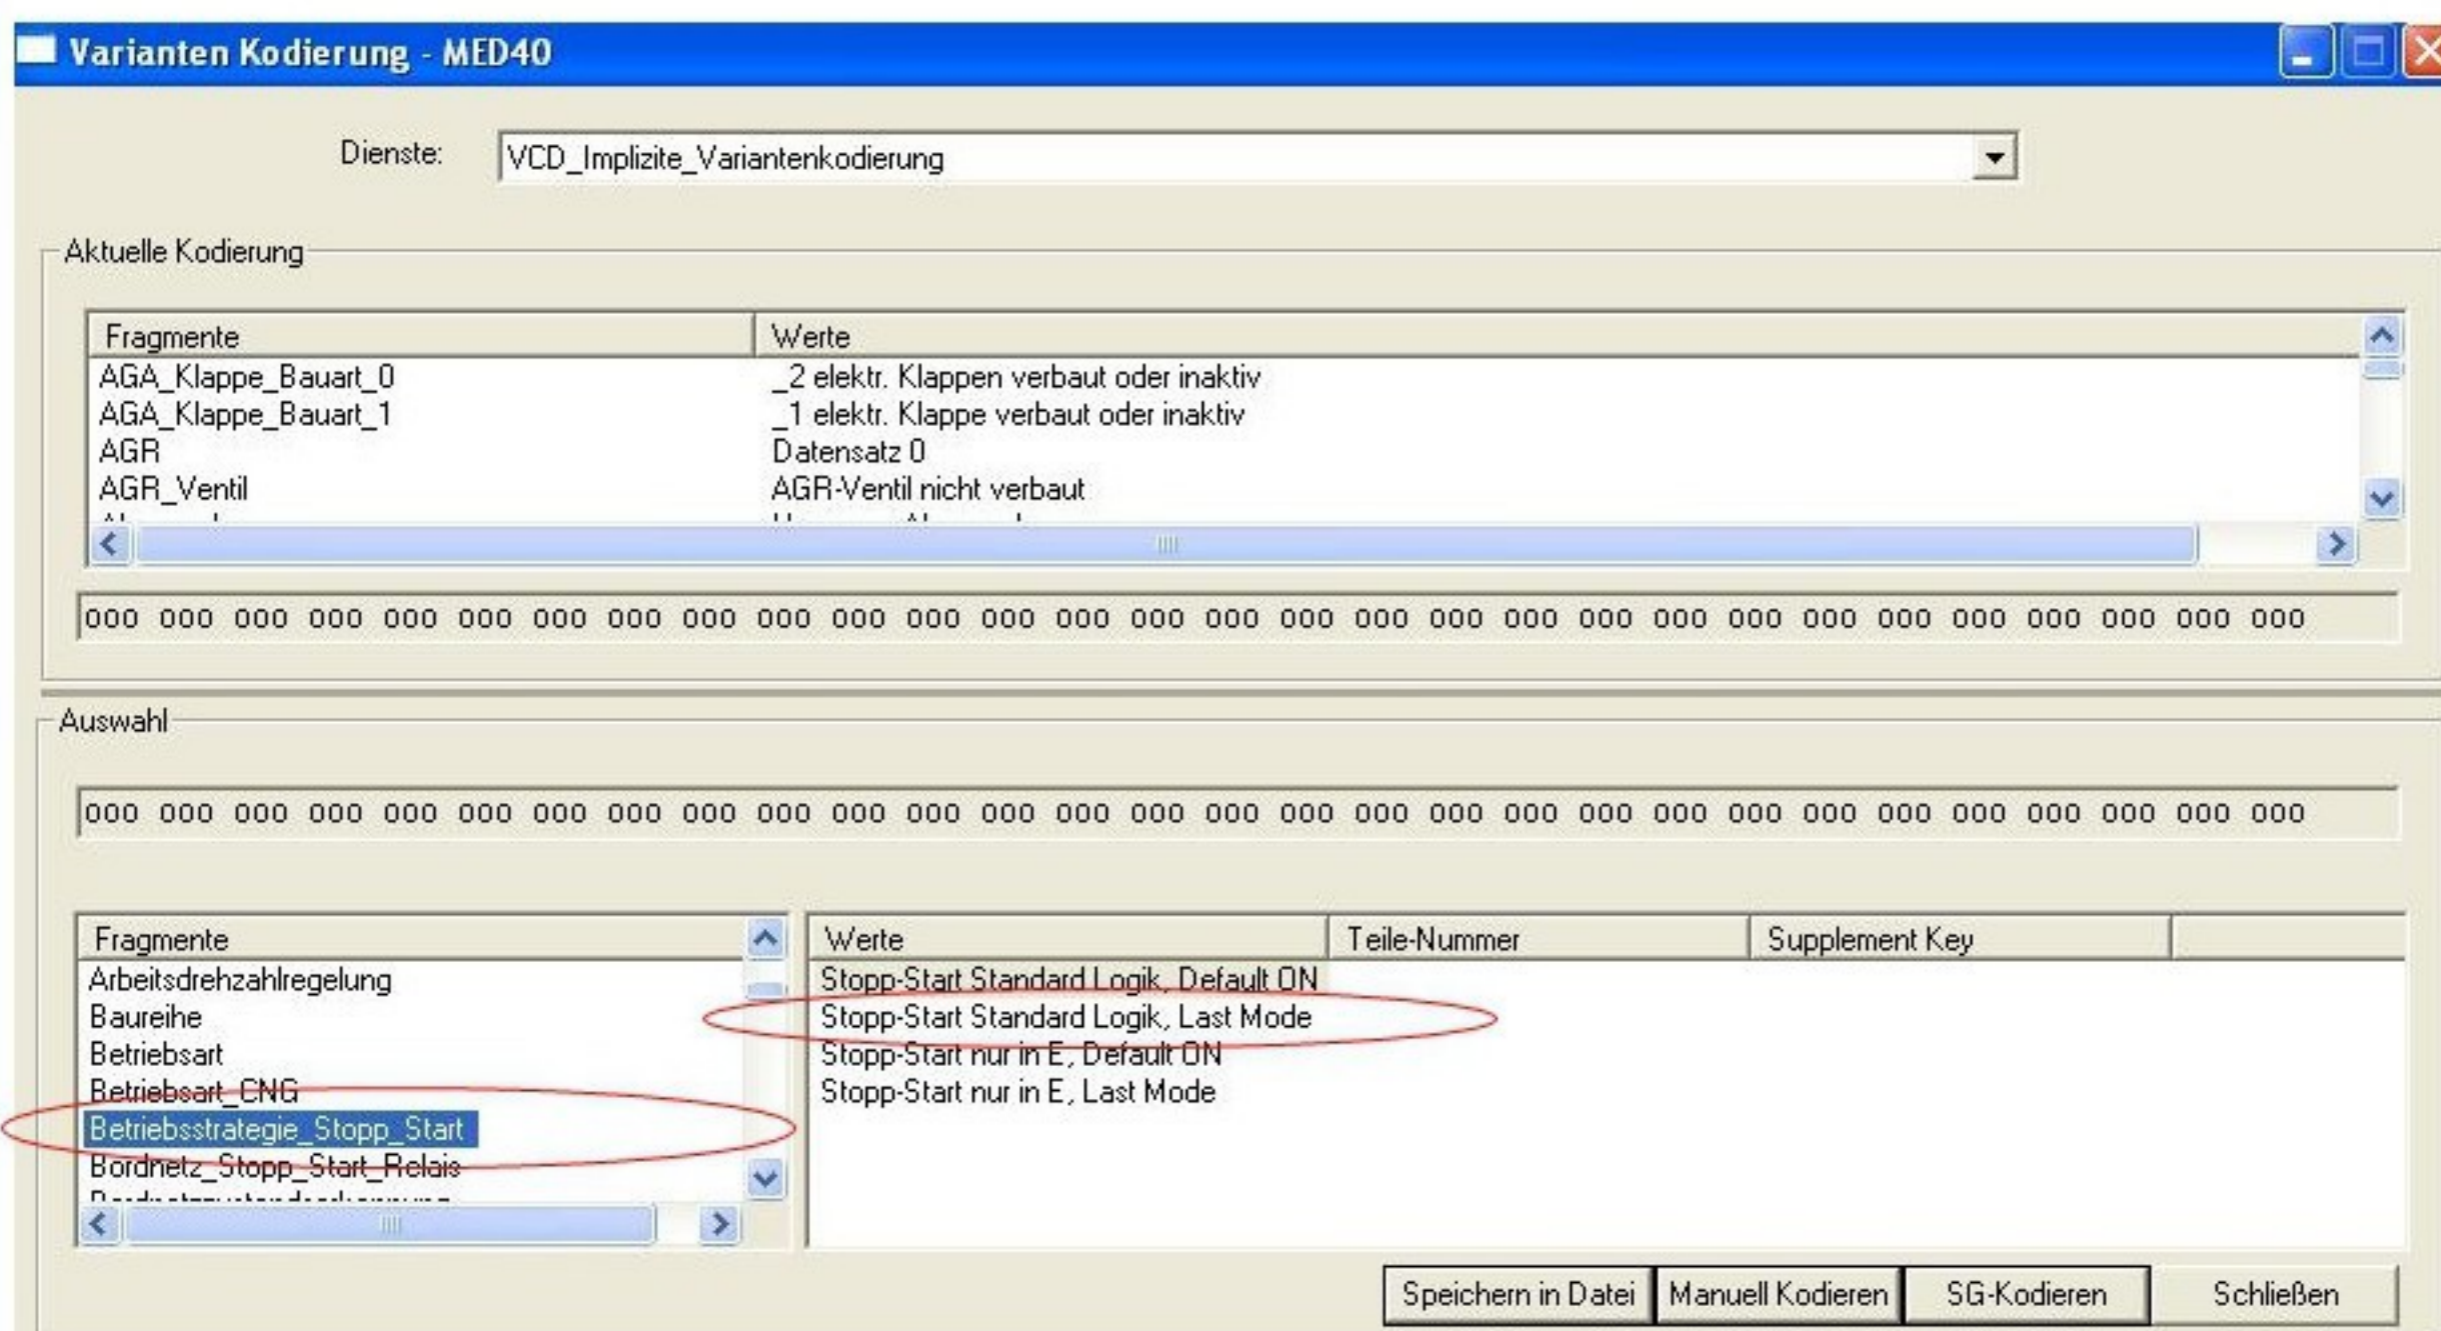 Varianten Kodierung - MED40
Dienste: VCD_Implizite_Variantenkodierung
Aktuelle Kodierung
Fragmente Werte
AGA_Klappe_Bauart_0 _2 elektr. Klappen verbaut oder inaktiv
AGA_Klappe_Bauart_1 _1 elektr. Klappe verbaut oder inaktiv
AGR Datensatz 0
AGR_Ventil AGR-Ventil nicht verbaut
000 000 000 000 000 000 000 000 000 000 000 000 000 000 000 000 000 000 000 000 000 000 000 000 000 000 000 000 000 000
Auswahl
000 000 000 000 000 000 000 000 000 000 000 000 000 000 000 000 000 000 000 000 000 000 000 000 000 000 000 000 000 000
Fragmente Werte Teile-Nummer Supplement Key
Arbeitsdrehzahlregelung Stopp-Start Standard Logik, Default ON
Baureihe Stopp-Start Standard Logik, Last Mode
Betriebsart Stopp-Start nur in E, Default ON
Betriebsart_CNG Stopp-Start nur in E, Last Mode
Betriebsstrategie_Stopp_Start
Bordnetz_Stopp_Start_Relais
Speichern in Datei Manuell Kodieren SG-Kodieren Schließen